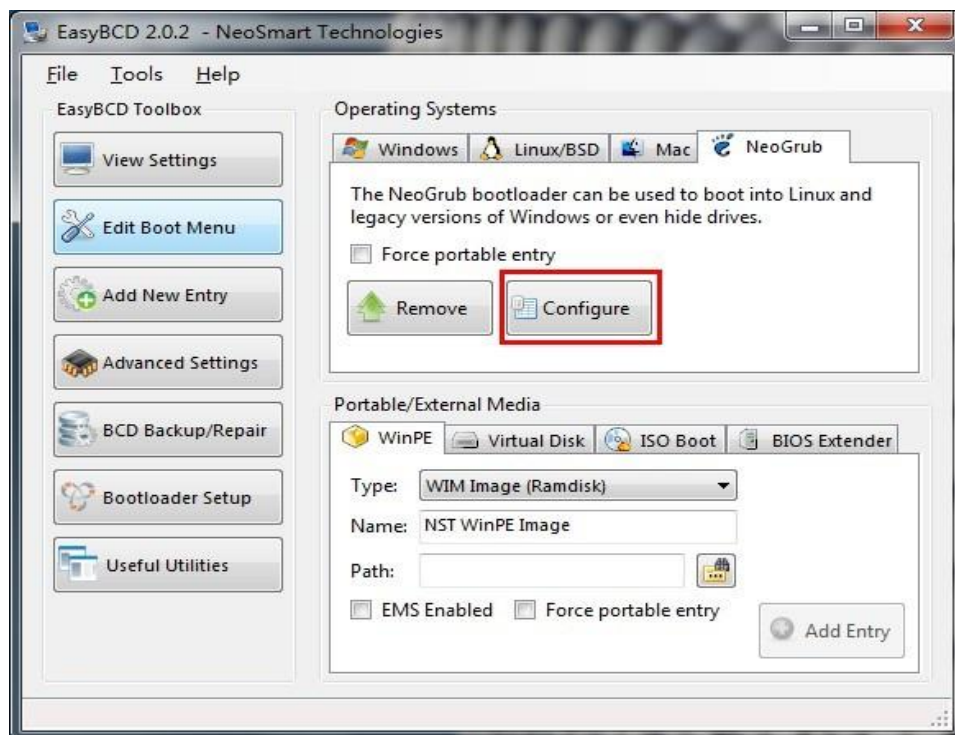 EasyBCD 2.0.2 - NeoSmart Technologies
File Tools Help
EasyBCD Toolbox
View Settings
Edit Boot Menu
Add New Entry
Advanced Settings
BCD Backup/Repair
Bootloader Setup
Useful Utilities
Operating Systems
Windows Linux/BSD Mac NeoGrub
The NeoGrub bootloader can be used to boot into Linux and
legacy versions of Windows or even hide drives.
Force portable entry
Remove Configure
Portable/External Media
WinPE Virtual Disk ISO Boot BIOS Extender
Type: WIM Image (Ramdisk)
Name: NST WinPE Image
Path:
EMS Enabled Force portable entry
Add Entry